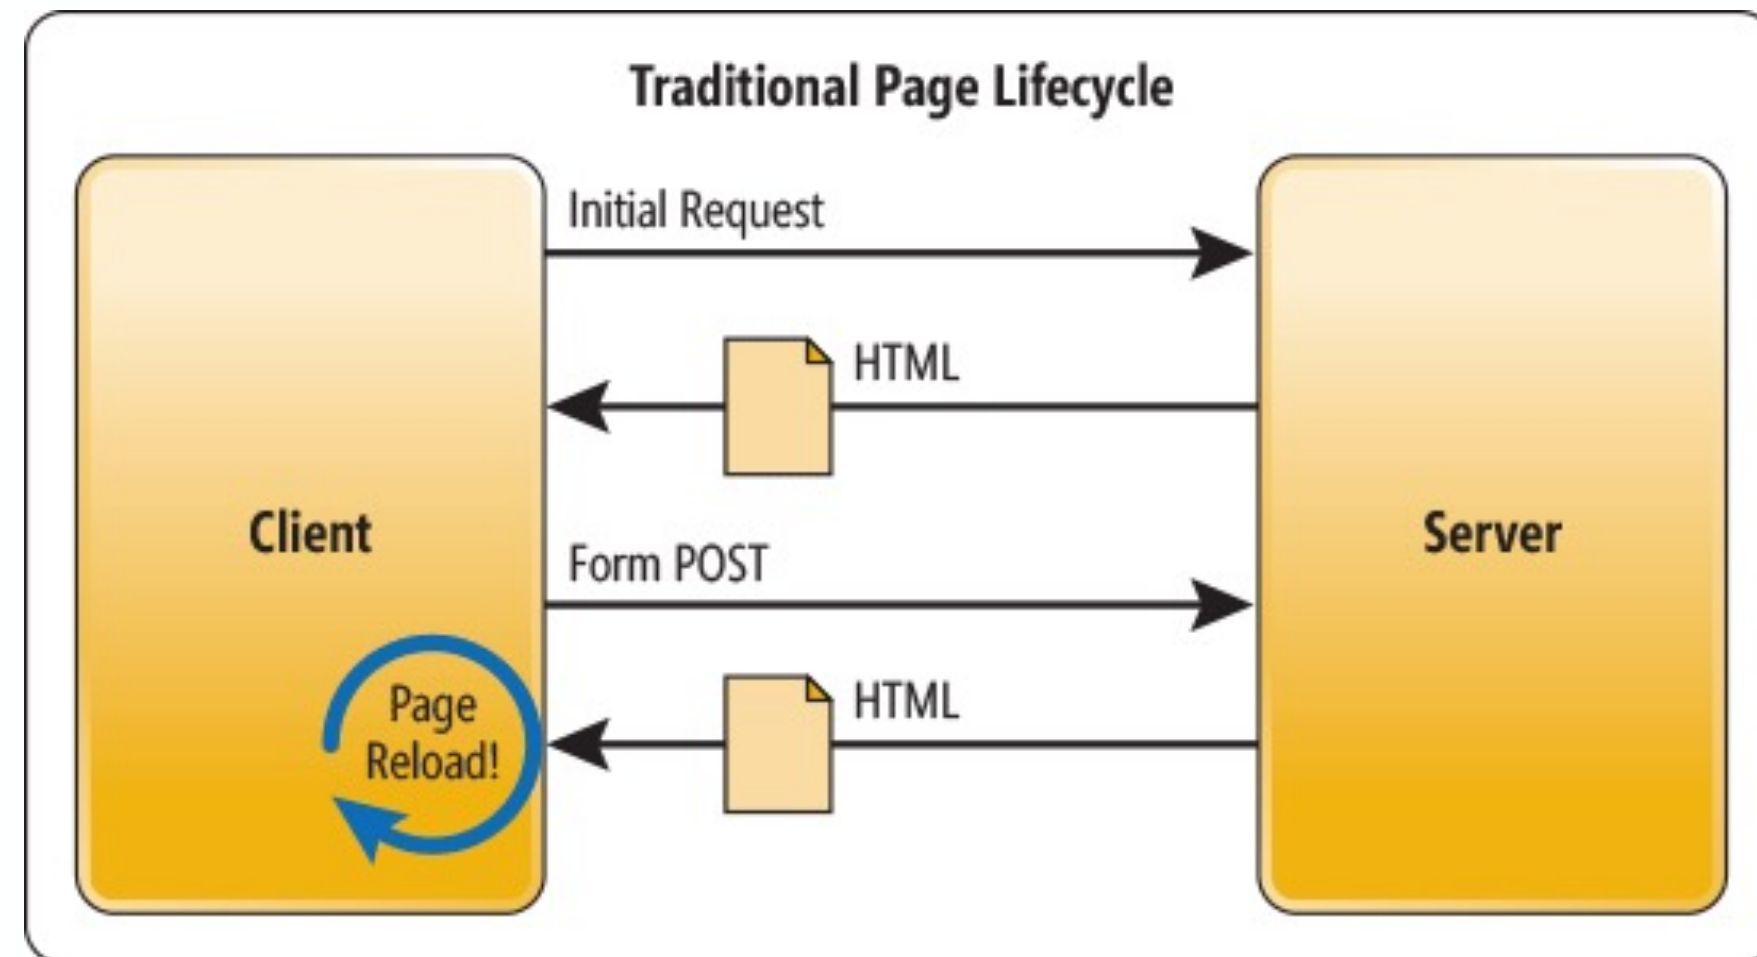 Traditional Page Lifecycle
Initial Request
HTML
Client
Server
Form POST
HTML
Page
Reload!